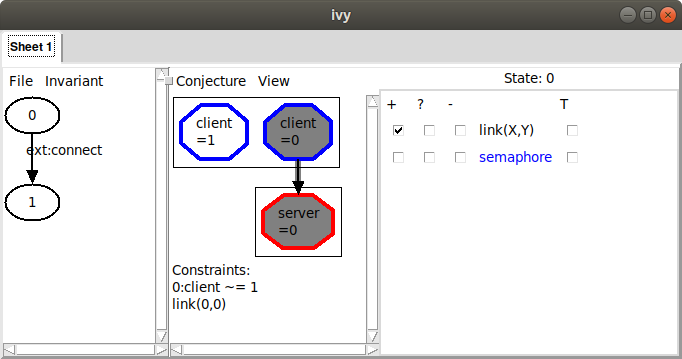 ivy
Sheet 1
File Invariant
0
ext:connect
1
Conjecture View
client
=1
client
=0
server
=0
Constraints:
0:client ~= 1
link(0,0)
State: 0
+ ? - T
link(X,Y)
semaphore